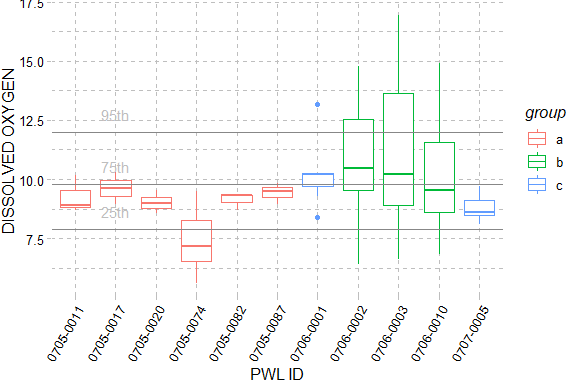 17.5
15.0
12.5
10.0
7.5
DISSOLVED OXYGEN
95th
75th
25th
0705-0011
0705-0017
0705-0020
0705-0074
0705-0082
0705-0087
0706-0001
0706-0002
0706-0003
0706-0010
0707-0005
PWL ID
group
a
b
c